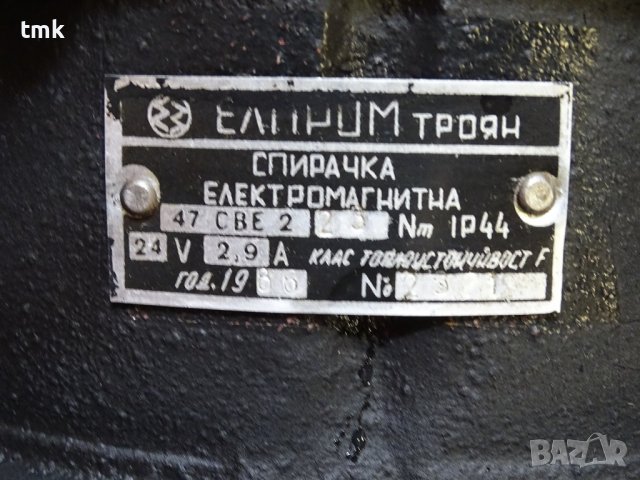 tmk
ЕЛПРОМ ТРОЯН
СПИРАЧКА
ЕЛЕКТРОМАГНИТНА
47 СВЕ 2 Nm IP44
24 V 2,9 A КЛАС ТОПЛОУСТОЙЧИВОСТ F
ГОД. 19 №:
BAZAR